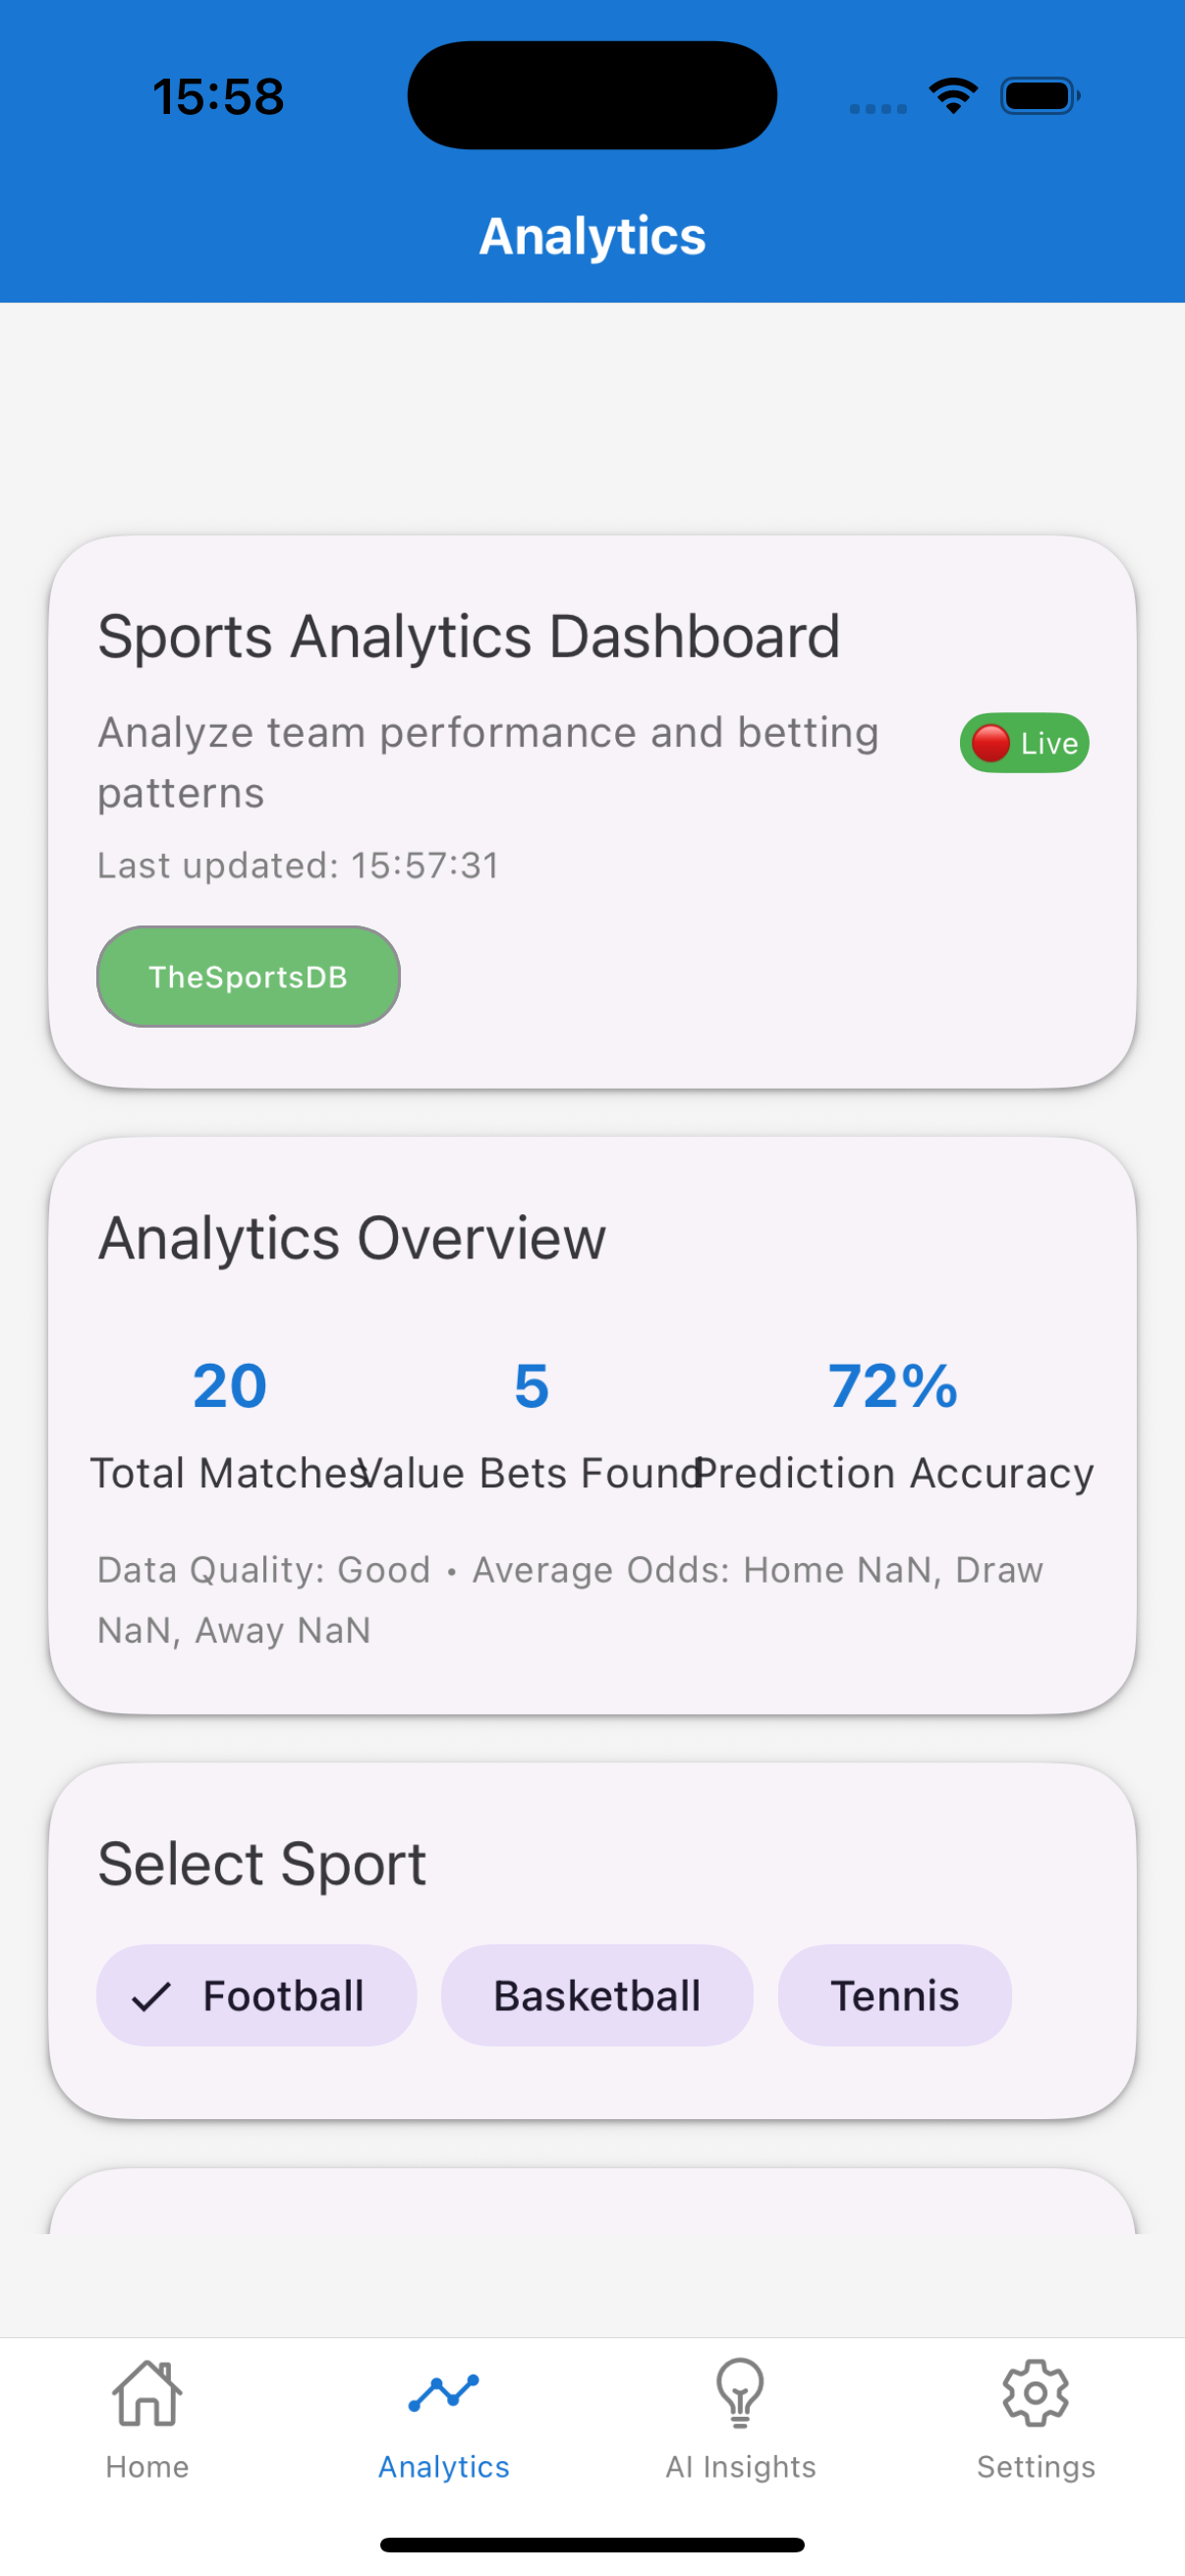 15:58
Analytics
Sports Analytics Dashboard
Analyze team performance and betting
patterns
Live
Last updated: 15:57:31
TheSportsDB
Analytics Overview
20 5 72%
Total Matches Value Bets Found Prediction Accuracy
Data Quality: Good • Average Odds: Home NaN, Draw
NaN, Away NaN
Select Sport
Football Basketball Tennis
Home Analytics AI Insights Settings